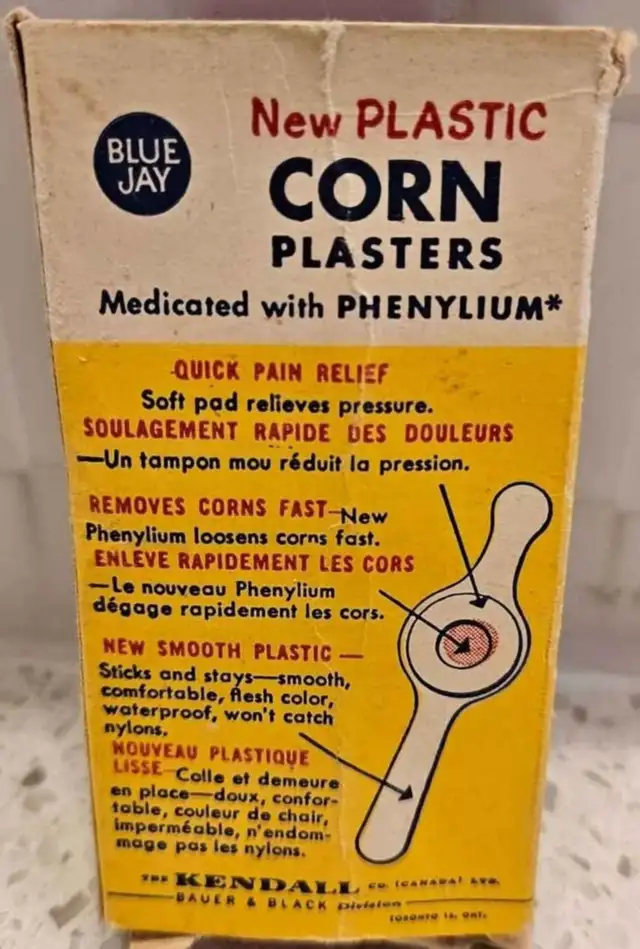 BLUE
JAY
New PLASTIC
CORN
PLASTERS
Medicated with PHENYLIUM*
QUICK PAIN RELIEF
Soft pad relieves pressure.
SOULAGEMENT RAPIDE DES DOULEURS
—Un tampon mou réduit la pression.
REMOVES CORNS FAST—New
Phenylium loosens corns fast.
ENLEVE RAPIDEMENT LES CORS
—Le nouveau Phenylium
dégage rapidement les cors.
NEW SMOOTH PLASTIC—
Sticks and stays—smooth,
comfortable, flesh color,
waterproof, won't catch
nylons.
NOUVEAU PLASTIQUE
LISSE—Colle et demeure
en place—doux, confor-
table, couleur de chair,
imperméable, n'endom-
mage pas les nylons.
THE KENDALL CO. (CANADA) LTD.
BAUER & BLACK Division
TORONTO 16, ONT.